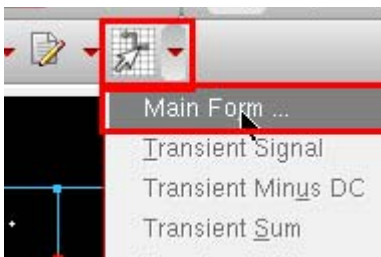 Main Form ...
Transient Signal
Transient Minus DC
Transient Sum